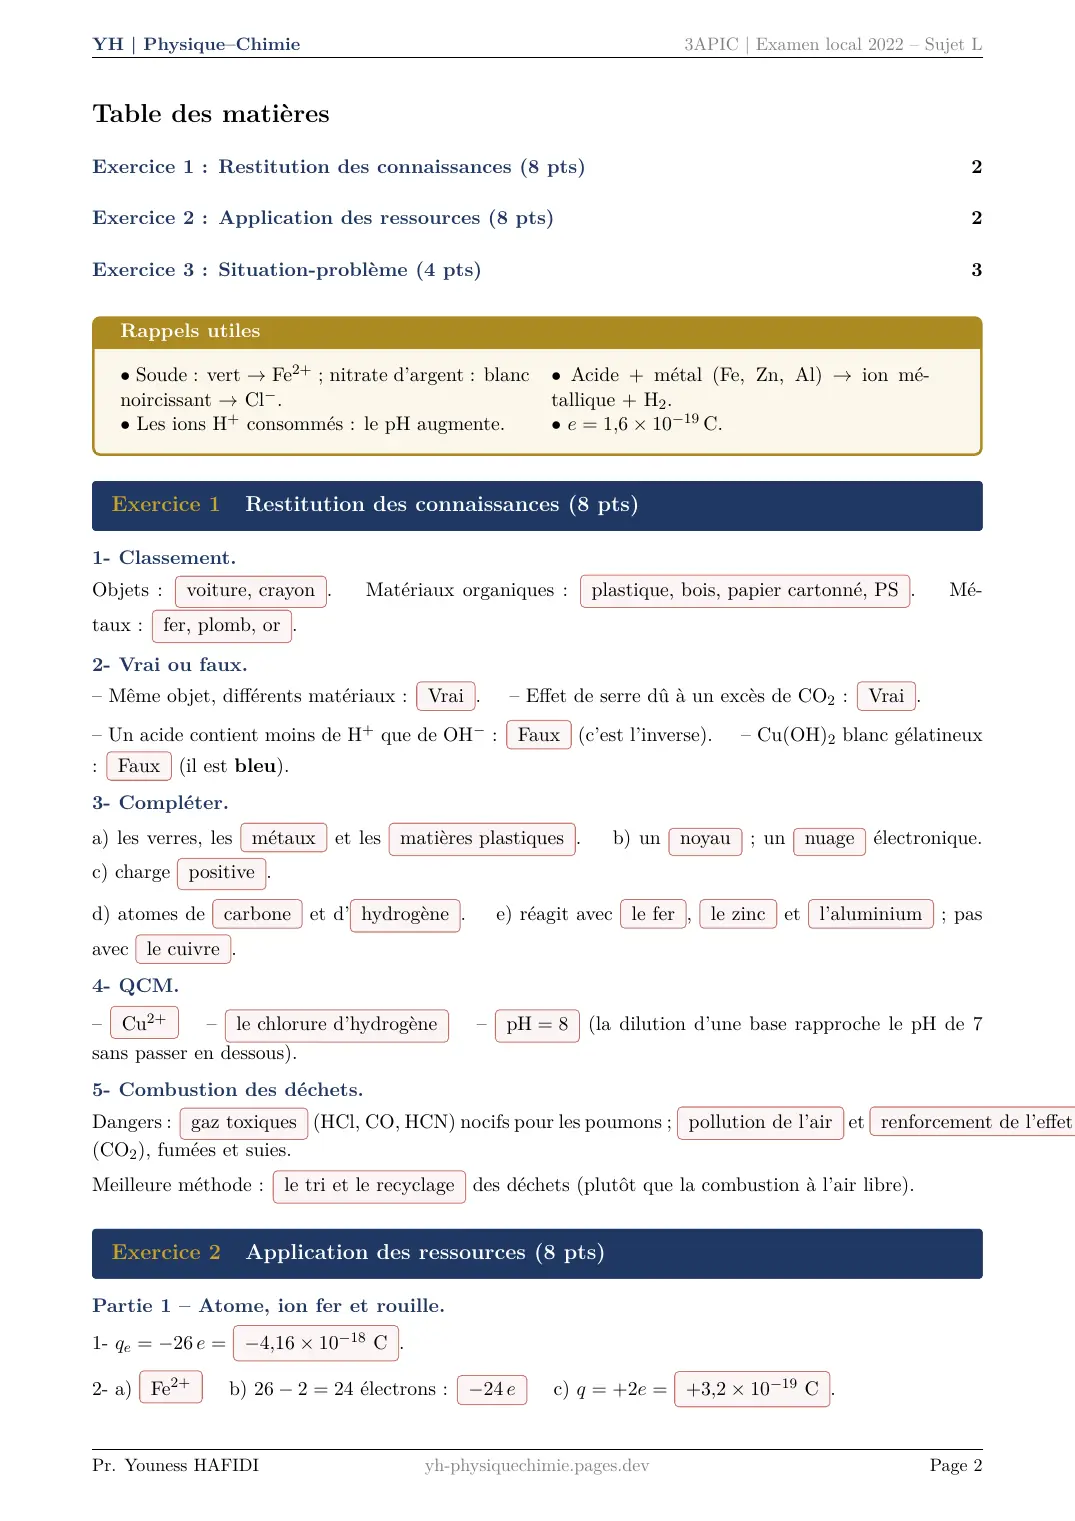 YH | Physique–Chimie 3APIC | Examen local 2022 – Sujet L
Table des matières
Exercice 1 : Restitution des connaissances (8 pts) 2
Exercice 2 : Application des ressources (8 pts) 2
Exercice 3 : Situation-problème (4 pts) 3
Rappels utiles
• Soude : vert → Fe²⁺ ; nitrate d'argent : blanc
noircissant → Cl⁻.
• Les ions H⁺ consommés : le pH augmente.
• Acide + métal (Fe, Zn, Al) → ion mé-
tallique + H₂.
• e = 1,6 × 10⁻¹⁹ C.
Exercice 1 Restitution des connaissances (8 pts)
1- Classement.
Objets : voiture, crayon . Matériaux organiques : plastique, bois, papier cartonné, PS . Mé-
taux : fer, plomb, or .
2- Vrai ou faux.
– Même objet, différents matériaux : Vrai . – Effet de serre dû à un excès de CO₂ : Vrai .
– Un acide contient moins de H⁺ que de OH⁻ : Faux (c'est l'inverse). – Cu(OH)₂ blanc gélatineux
: Faux (il est bleu).
3- Compléter.
a) les verres, les métaux et les matières plastiques . b) un noyau ; un nuage électronique.
c) charge positive .
d) atomes de carbone et d' hydrogène . e) réagit avec le fer , le zinc et l'aluminium ; pas
avec le cuivre .
4- QCM.
– Cu²⁺ – le chlorure d'hydrogène – pH = 8 (la dilution d'une base rapproche le pH de 7
sans passer en dessous).
5- Combustion des déchets.
Dangers : gaz toxiques (HCl, CO, HCN) nocifs pour les poumons ; pollution de l'air et renforcement de l'effet
(CO₂), fumées et suies.
Meilleure méthode : le tri et le recyclage des déchets (plutôt que la combustion à l'air libre).
Exercice 2 Application des ressources (8 pts)
Partie 1 – Atome, ion fer et rouille.
1- qₑ = −26 e = −4,16 × 10⁻¹⁸ C .
2- a) Fe²⁺ b) 26 − 2 = 24 électrons : −24 e c) q = +2e = +3,2 × 10⁻¹⁹ C .
Pr. Youness HAFIDI yh-physiquechimie.pages.dev Page 2